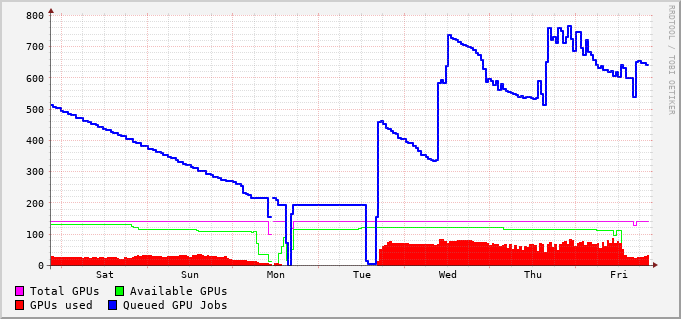 800
700
600
500
400
300
200
100
0
Sat Sun Mon Tue Wed Thu Fri
Total GPUs Available GPUs
GPUs used Queued GPU Jobs
RRDTOOL / TOBI OETIKER